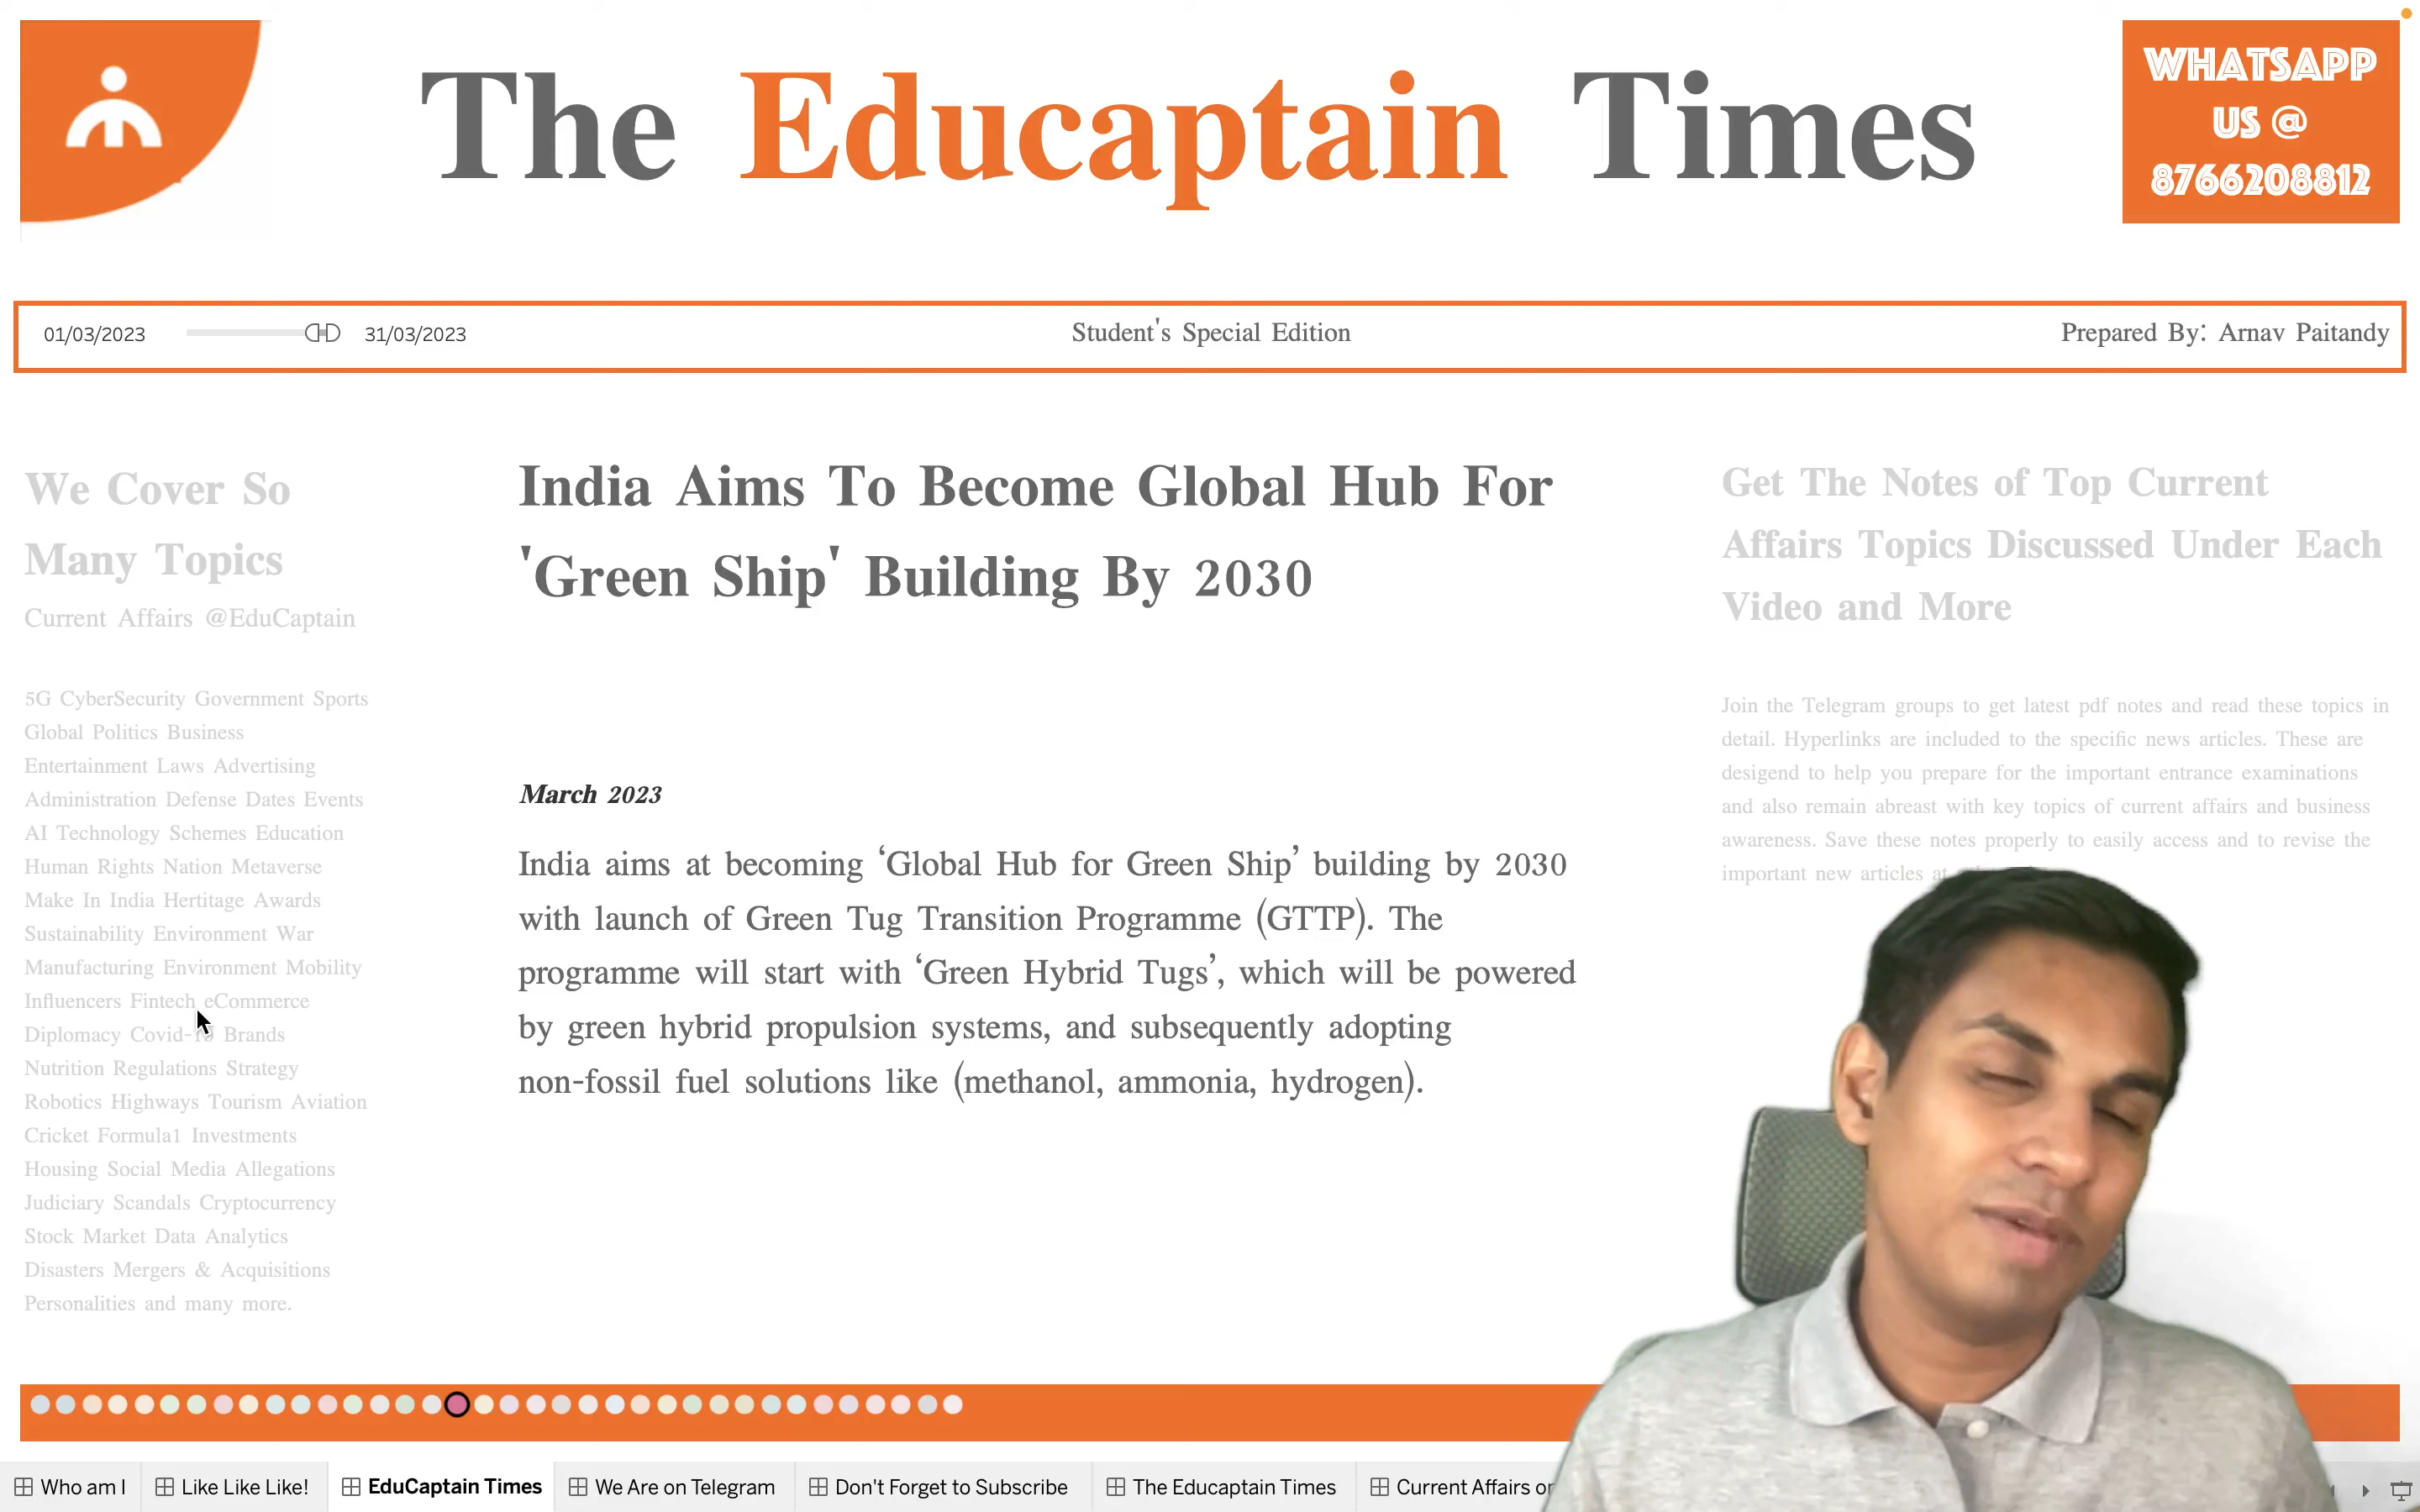 The Educaptain Times
WHATSAPP
US @
8766208812
01/03/2023
31/03/2023
Student's Special Edition
Prepared By: Arnav Paitandy
We Cover So
Many Topics
Current Affairs @EduCaptain
5G CyberSecurity Government Sports
Global Politics Business
Entertainment Laws Advertising
Administration Defense Dates Events
AI Technology Schemes Education
Human Rights Nation Metaverse
Make In India Hertitage Awards
Sustainability Environment War
Manufacturing Environment Mobility
Influencers Fintech eCommerce
Diplomacy Covid-19 Brands
Nutrition Regulations Strategy
Robotics Highways Tourism Aviation
Cricket Formula1 Investments
Housing Social Media Allegations
Judiciary Scandals Cryptocurrency
Stock Market Data Analytics
Disasters Mergers & Acquisitions
Personalities and many more.
India Aims To Become Global Hub For
'Green Ship' Building By 2030
March 2023
India aims at becoming ‘Global Hub for Green Ship’ building by 2030
with launch of Green Tug Transition Programme (GTTP). The
programme will start with ‘Green Hybrid Tugs’, which will be powered
by green hybrid propulsion systems, and subsequently adopting
non-fossil fuel solutions like (methanol, ammonia, hydrogen).
Get The Notes of Top Current
Affairs Topics Discussed Under Each
Video and More
Join the Telegram groups to get latest pdf notes and read these topics in
detail. Hyperlinks are included to the specific news articles. These are
desigend to help you prepare for the important entrance examinations
and also remain abreast with key topics of current affairs and business
awareness. Save these notes properly to easily access and to revise the
important new articles at
Who am I
Like Like Like!
EduCaptain Times
We Are on Telegram
Don't Forget to Subscribe
The Educaptain Times
Current Affairs or